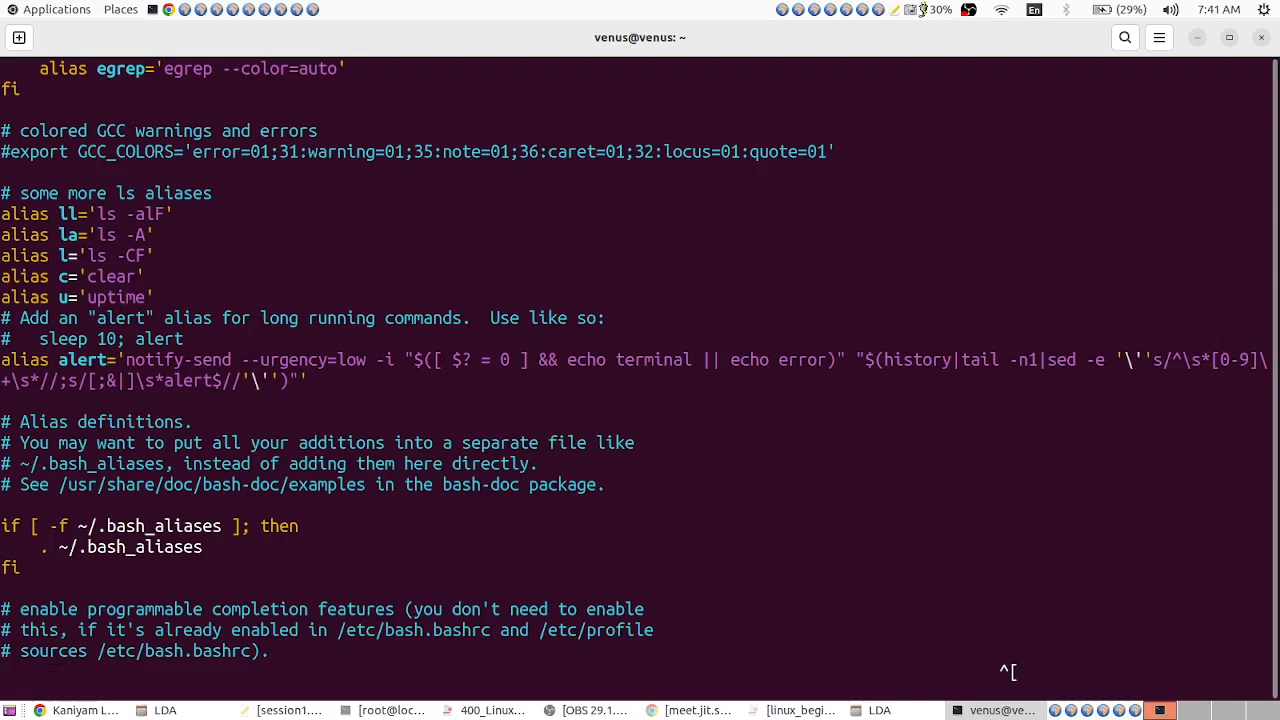 Applications Places 30% En (29%) 7:41 AM
venus@venus: ~
    alias egrep='egrep --color=auto'
fi
# colored GCC warnings and errors
#export GCC_COLORS='error=01;31:warning=01;35:note=01;36:caret=01;32:locus=01:quote=01'
# some more ls aliases
alias ll='ls -alF'
alias la='ls -A'
alias l='ls -CF'
alias c='clear'
alias u='uptime'
# Add an "alert" alias for long running commands.  Use like so:
#   sleep 10; alert
alias alert='notify-send --urgency=low -i "$([ $? = 0 ] && echo terminal || echo error)" "$(history|tail -n1|sed -e '\''s/^\s*[0-9]\
+\s*//;s/[;&|]\s*alert$//'\'')"'
# Alias definitions.
# You may want to put all your additions into a separate file like
# ~/.bash_aliases, instead of adding them here directly.
# See /usr/share/doc/bash-doc/examples in the bash-doc package.
if [ -f ~/.bash_aliases ]; then
    . ~/.bash_aliases
fi
# enable programmable completion features (you don't need to enable
# this, if it's already enabled in /etc/bash.bashrc and /etc/profile
# sources /etc/bash.bashrc).
^[
Kaniyam L... LDA [session1.... [root@loc... 400_Linux... [OBS 29.1.... [meet.jit.s... [linux_begi... LDA venus@ve...